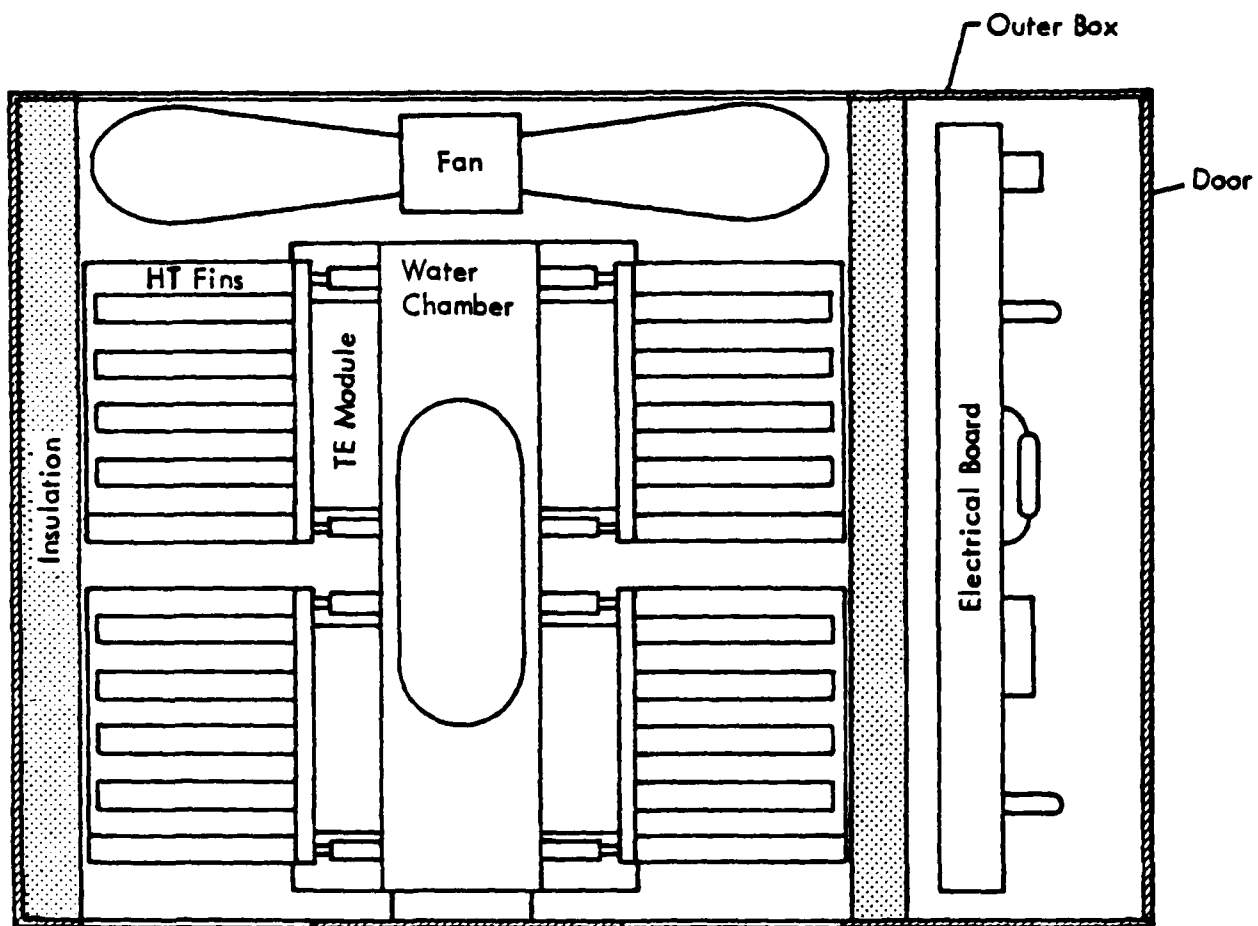 Outer Box
Fan
Door
HT Fins
Water
Chamber
TE Module
Insulation
Electrical Board